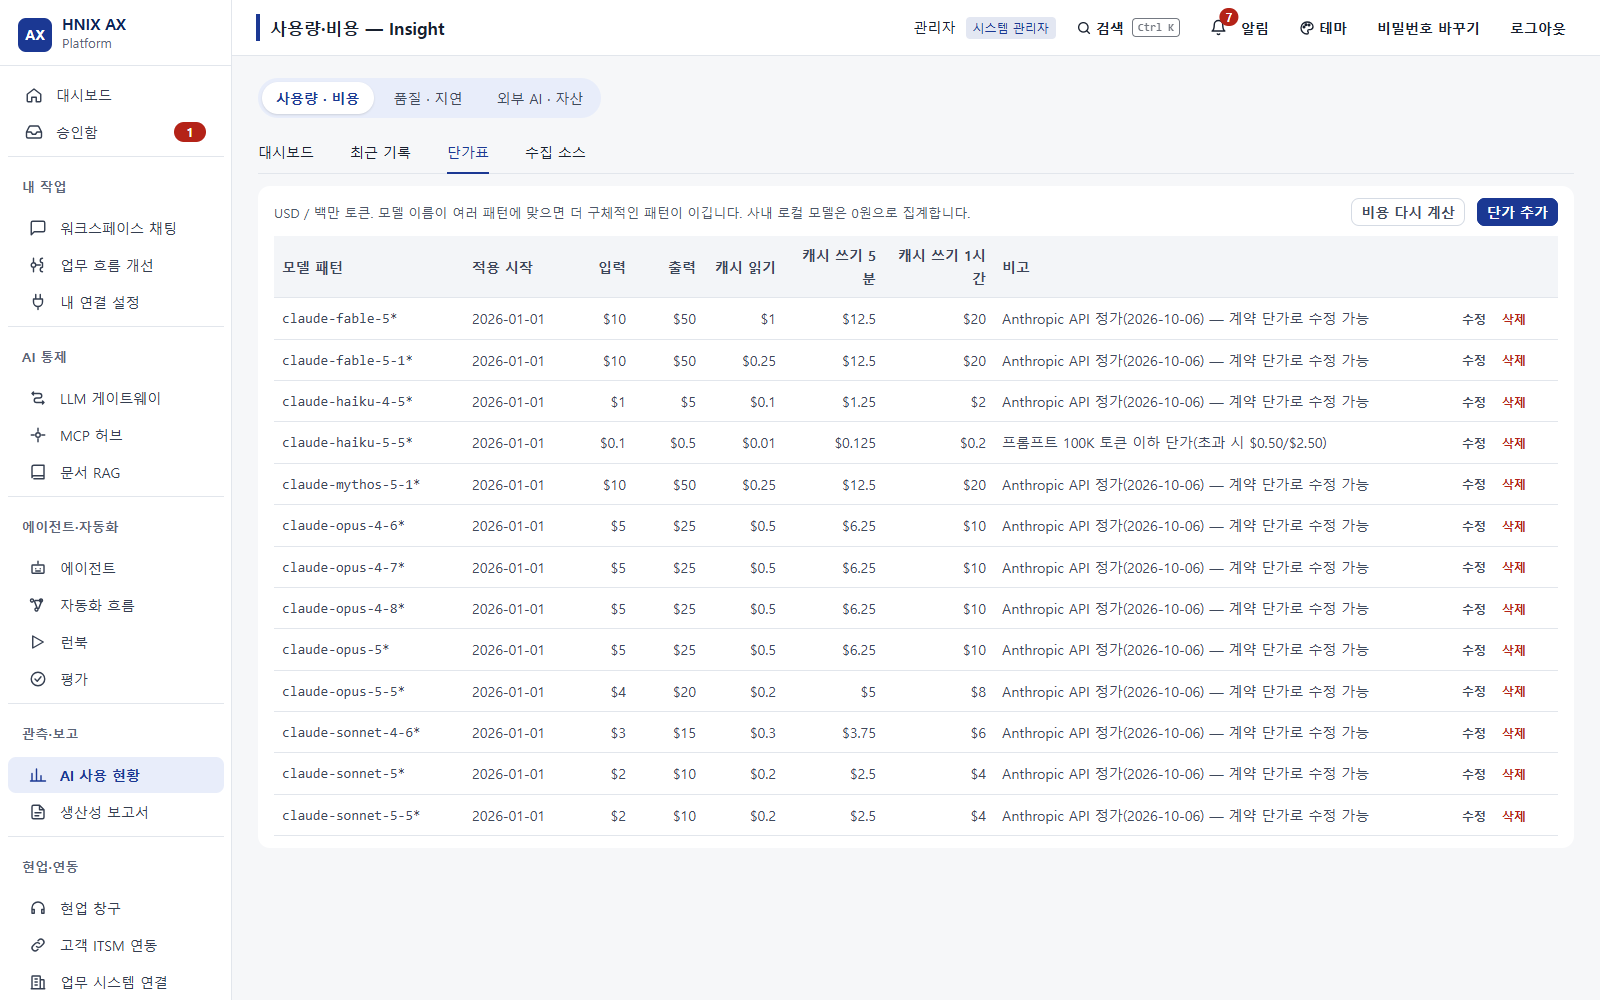 AX
HNIX AX
Platform
대시보드
승인함 1
내 작업
워크스페이스 채팅
업무 흐름 개선
내 연결 설정
AI 통제
LLM 게이트웨이
MCP 허브
문서 RAG
에이전트·자동화
에이전트
자동화 흐름
런북
평가
관측·보고
AI 사용 현황
생산성 보고서
현업·연동
현업 창구
고객 ITSM 연동
업무 시스템 연결
사용량·비용 — Insight
관리자 시스템 관리자 검색 Ctrl K 7 알림 테마 비밀번호 바꾸기 로그아웃
사용량 · 비용 품질 · 지연 외부 AI · 자산
대시보드 최근 기록 단가표 수집 소스
USD / 백만 토큰. 모델 이름이 여러 패턴에 맞으면 더 구체적인 패턴이 이깁니다. 사내 로컬 모델은 0원으로 집계합니다. 비용 다시 계산 단가 추가
모델 패턴 적용 시작 입력 출력 캐시 읽기 캐시 쓰기 5분 캐시 쓰기 1시간 비고
claude-fable-5* 2026-01-01 $10 $50 $1 $12.5 $20 Anthropic API 정가(2026-10-06) — 계약 단가로 수정 가능 수정 삭제
claude-fable-5-1* 2026-01-01 $10 $50 $0.25 $12.5 $20 Anthropic API 정가(2026-10-06) — 계약 단가로 수정 가능 수정 삭제
claude-haiku-4-5* 2026-01-01 $1 $5 $0.1 $1.25 $2 Anthropic API 정가(2026-10-06) — 계약 단가로 수정 가능 수정 삭제
claude-haiku-5-5* 2026-01-01 $0.1 $0.5 $0.01 $0.125 $0.2 프롬프트 100K 토큰 이하 단가(초과 시 $0.50/$2.50) 수정 삭제
claude-mythos-5-1* 2026-01-01 $10 $50 $0.25 $12.5 $20 Anthropic API 정가(2026-10-06) — 계약 단가로 수정 가능 수정 삭제
claude-opus-4-6* 2026-01-01 $5 $25 $0.5 $6.25 $10 Anthropic API 정가(2026-10-06) — 계약 단가로 수정 가능 수정 삭제
claude-opus-4-7* 2026-01-01 $5 $25 $0.5 $6.25 $10 Anthropic API 정가(2026-10-06) — 계약 단가로 수정 가능 수정 삭제
claude-opus-4-8* 2026-01-01 $5 $25 $0.5 $6.25 $10 Anthropic API 정가(2026-10-06) — 계약 단가로 수정 가능 수정 삭제
claude-opus-5* 2026-01-01 $5 $25 $0.5 $6.25 $10 Anthropic API 정가(2026-10-06) — 계약 단가로 수정 가능 수정 삭제
claude-opus-5-5* 2026-01-01 $4 $20 $0.2 $5 $8 Anthropic API 정가(2026-10-06) — 계약 단가로 수정 가능 수정 삭제
claude-sonnet-4-6* 2026-01-01 $3 $15 $0.3 $3.75 $6 Anthropic API 정가(2026-10-06) — 계약 단가로 수정 가능 수정 삭제
claude-sonnet-5* 2026-01-01 $2 $10 $0.2 $2.5 $4 Anthropic API 정가(2026-10-06) — 계약 단가로 수정 가능 수정 삭제
claude-sonnet-5-5* 2026-01-01 $2 $10 $0.2 $2.5 $4 Anthropic API 정가(2026-10-06) — 계약 단가로 수정 가능 수정 삭제